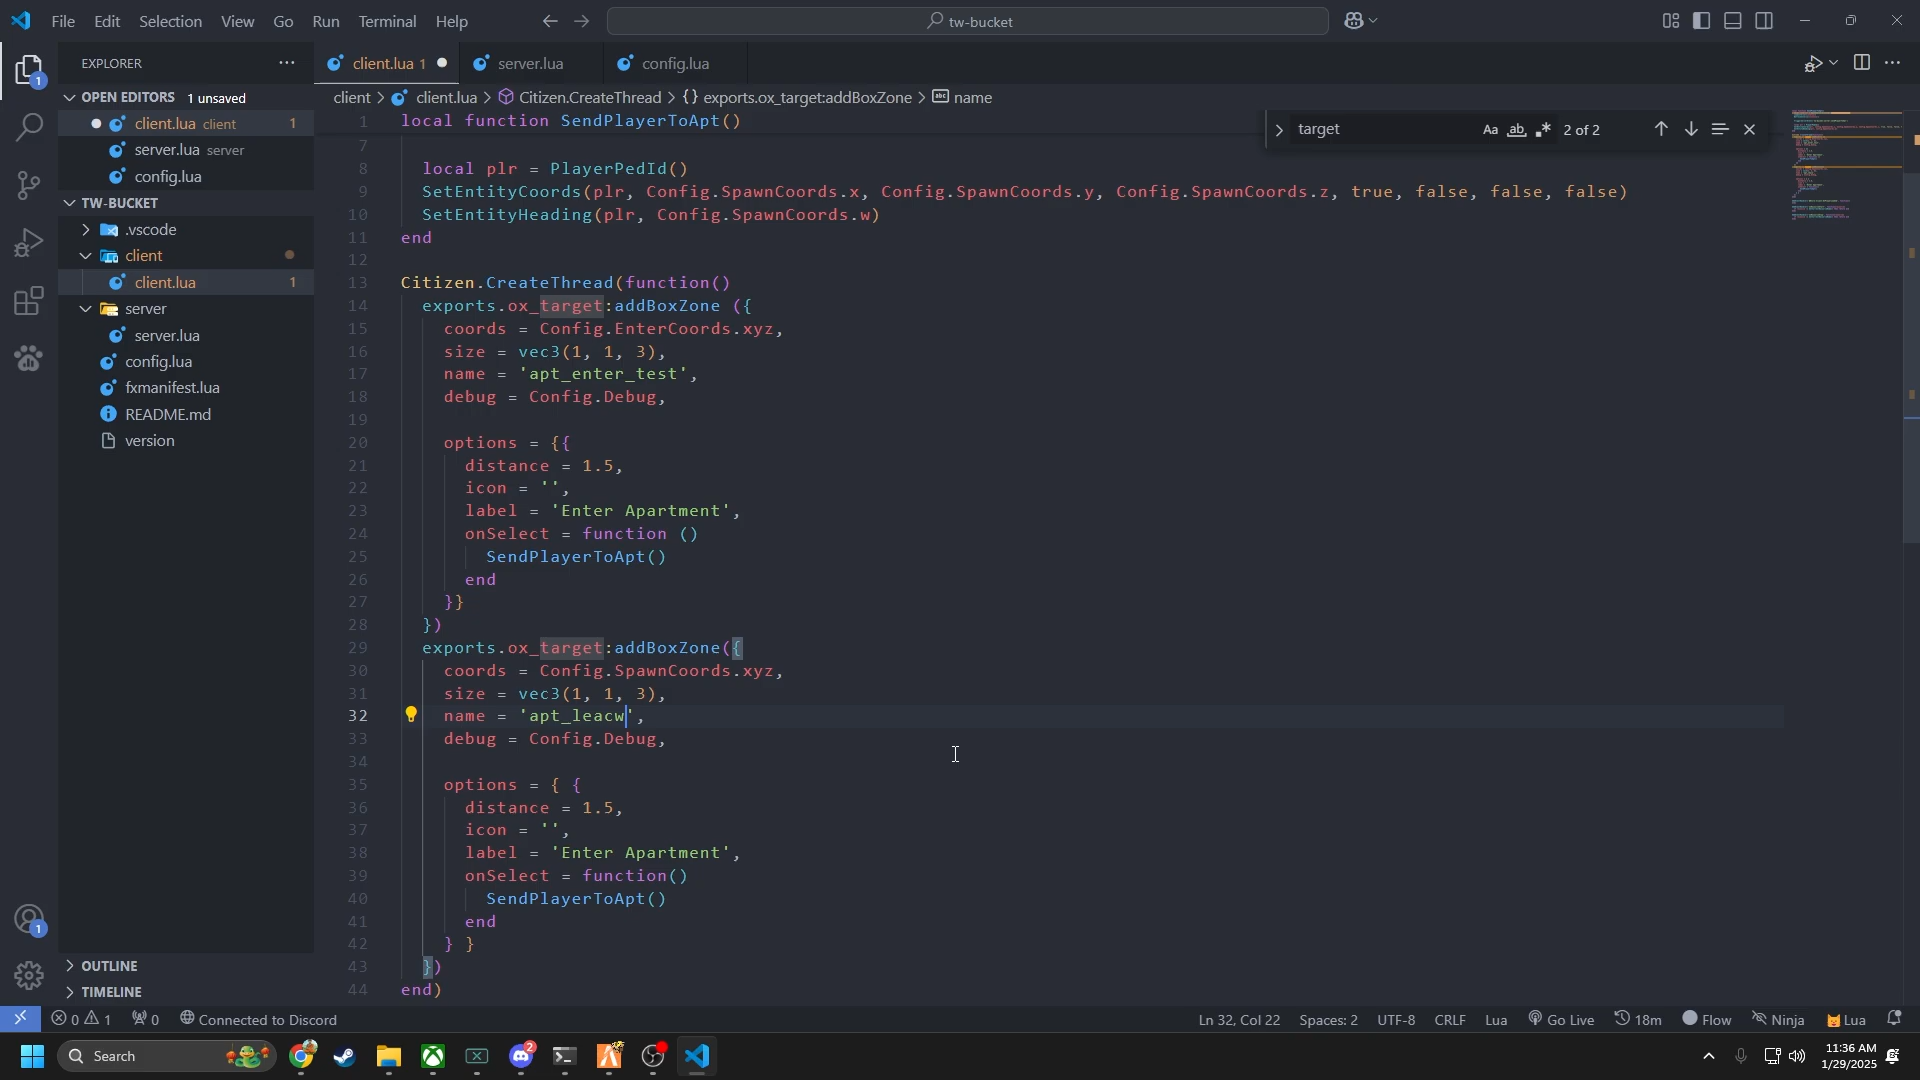 File Edit Selection View Go Run Terminal Help
tw-bucket
EXPLORER
client.lua 1
server.lua
config.lua
OPEN EDITORS 1 unsaved
client.lua client 1
server.lua server
config.lua
TW-BUCKET
.vscode
client
client.lua 1
server
server.lua
config.lua
fxmanifest.lua
README.md
version
OUTLINE
TIMELINE
client > client.lua > Citizen.CreateThread > exports.ox_target:addBoxZone > name
target
Aa ab 2 of 2
1 local function SendPlayerToApt()
7
8 local plr = PlayerPedId()
9 SetEntityCoords(plr, Config.SpawnCoords.x, Config.SpawnCoords.y, Config.SpawnCoords.z, true, false, false, false)
10 SetEntityHeading(plr, Config.SpawnCoords.w)
11 end
12
13 Citizen.CreateThread(function()
14 exports.ox_target:addBoxZone ({
15 coords = Config.EnterCoords.xyz,
16 size = vec3(1, 1, 3),
17 name = 'apt_enter_test',
18 debug = Config.Debug,
19
20 options = {{
21 distance = 1.5,
22 icon = '',
23 label = 'Enter Apartment',
24 onSelect = function ()
25 SendPlayerToApt()
26 end
27 }}
28 })
29 exports.ox_target:addBoxZone({
30 coords = Config.SpawnCoords.xyz,
31 size = vec3(1, 1, 3),
32 name = 'apt_leacw',
33 debug = Config.Debug,
34
35 options = { {
36 distance = 1.5,
37 icon = '',
38 label = 'Enter Apartment',
39 onSelect = function()
40 SendPlayerToApt()
41 end
42 } }
43 })
44 end)
0 1 0 Connected to Discord
Ln 32, Col 22 Spaces: 2 UTF-8 CRLF Lua Go Live 18m Flow Ninja Lua
Search
2
11:36 AM
1/29/2025